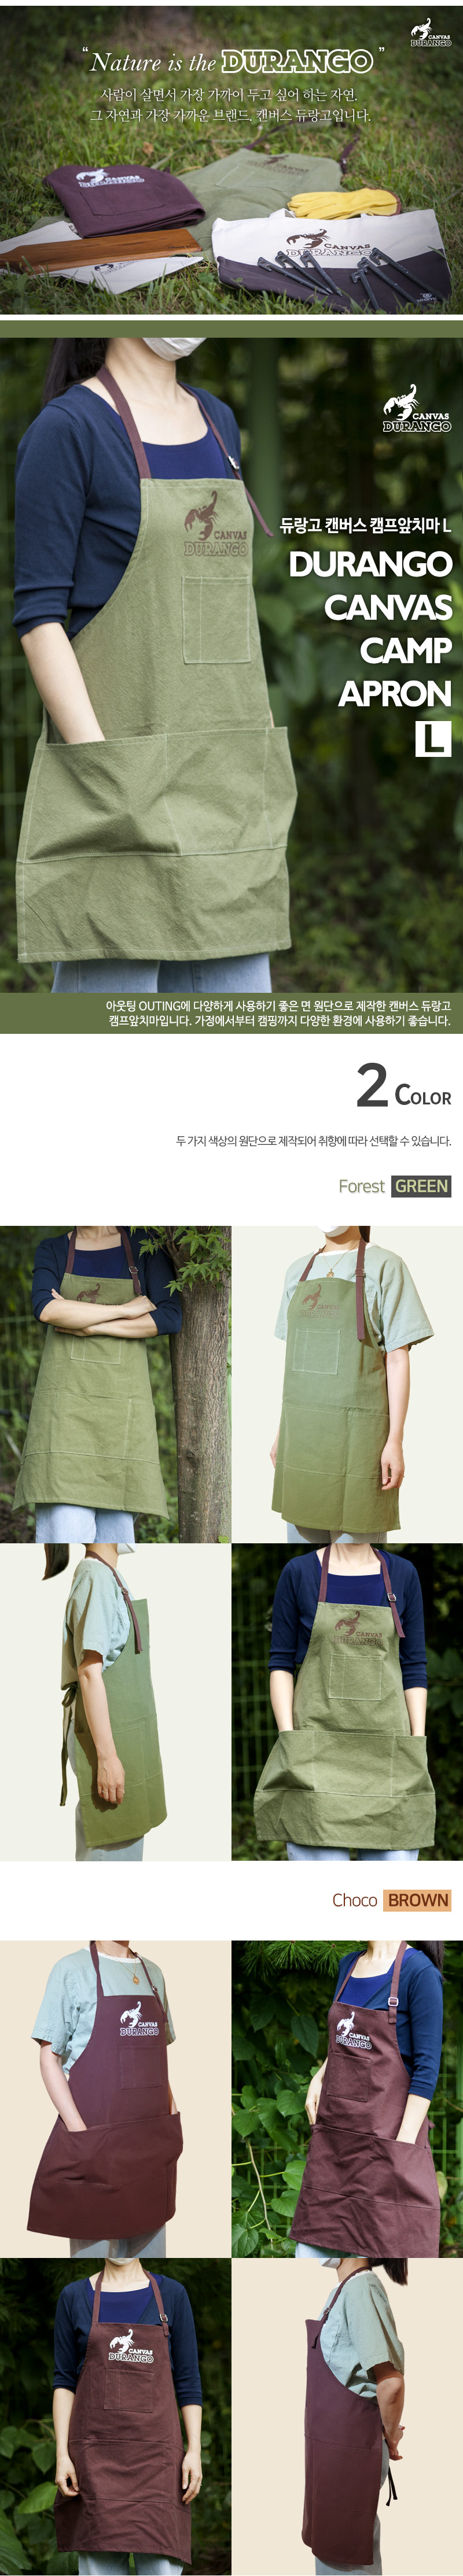 CANVAS
DURANGO
“Nature is the DURANGO”
사람이 살면서 가장 가까이 두고 싶어 하는 자연.
그 자연과 가장 가까운 브랜드, 캔버스 듀랑고입니다.
CANVAS
DURANGO
CANVAS
DURANGO
CANVAS
DURANGO
CANVAS
DURANGO
듀랑고 캔버스 캠프앞치마 L
DURANGO
CANVAS
CAMP
APRON
L
아웃팅 OUTING에 다양하게 사용하기 좋은 면 원단으로 제작한 캔버스 듀랑고
캠프앞치마입니다. 가정에서부터 캠핑까지 다양한 환경에 사용하기 좋습니다.
2 COLOR
두 가지 색상의 원단으로 제작되어 취향에 따라 선택할 수 있습니다.
Forest GREEN
CANVAS
DURANGO
Choco BROWN
CANVAS
DURANGO
CANVAS
DURANGO
CANVAS
DURANGO